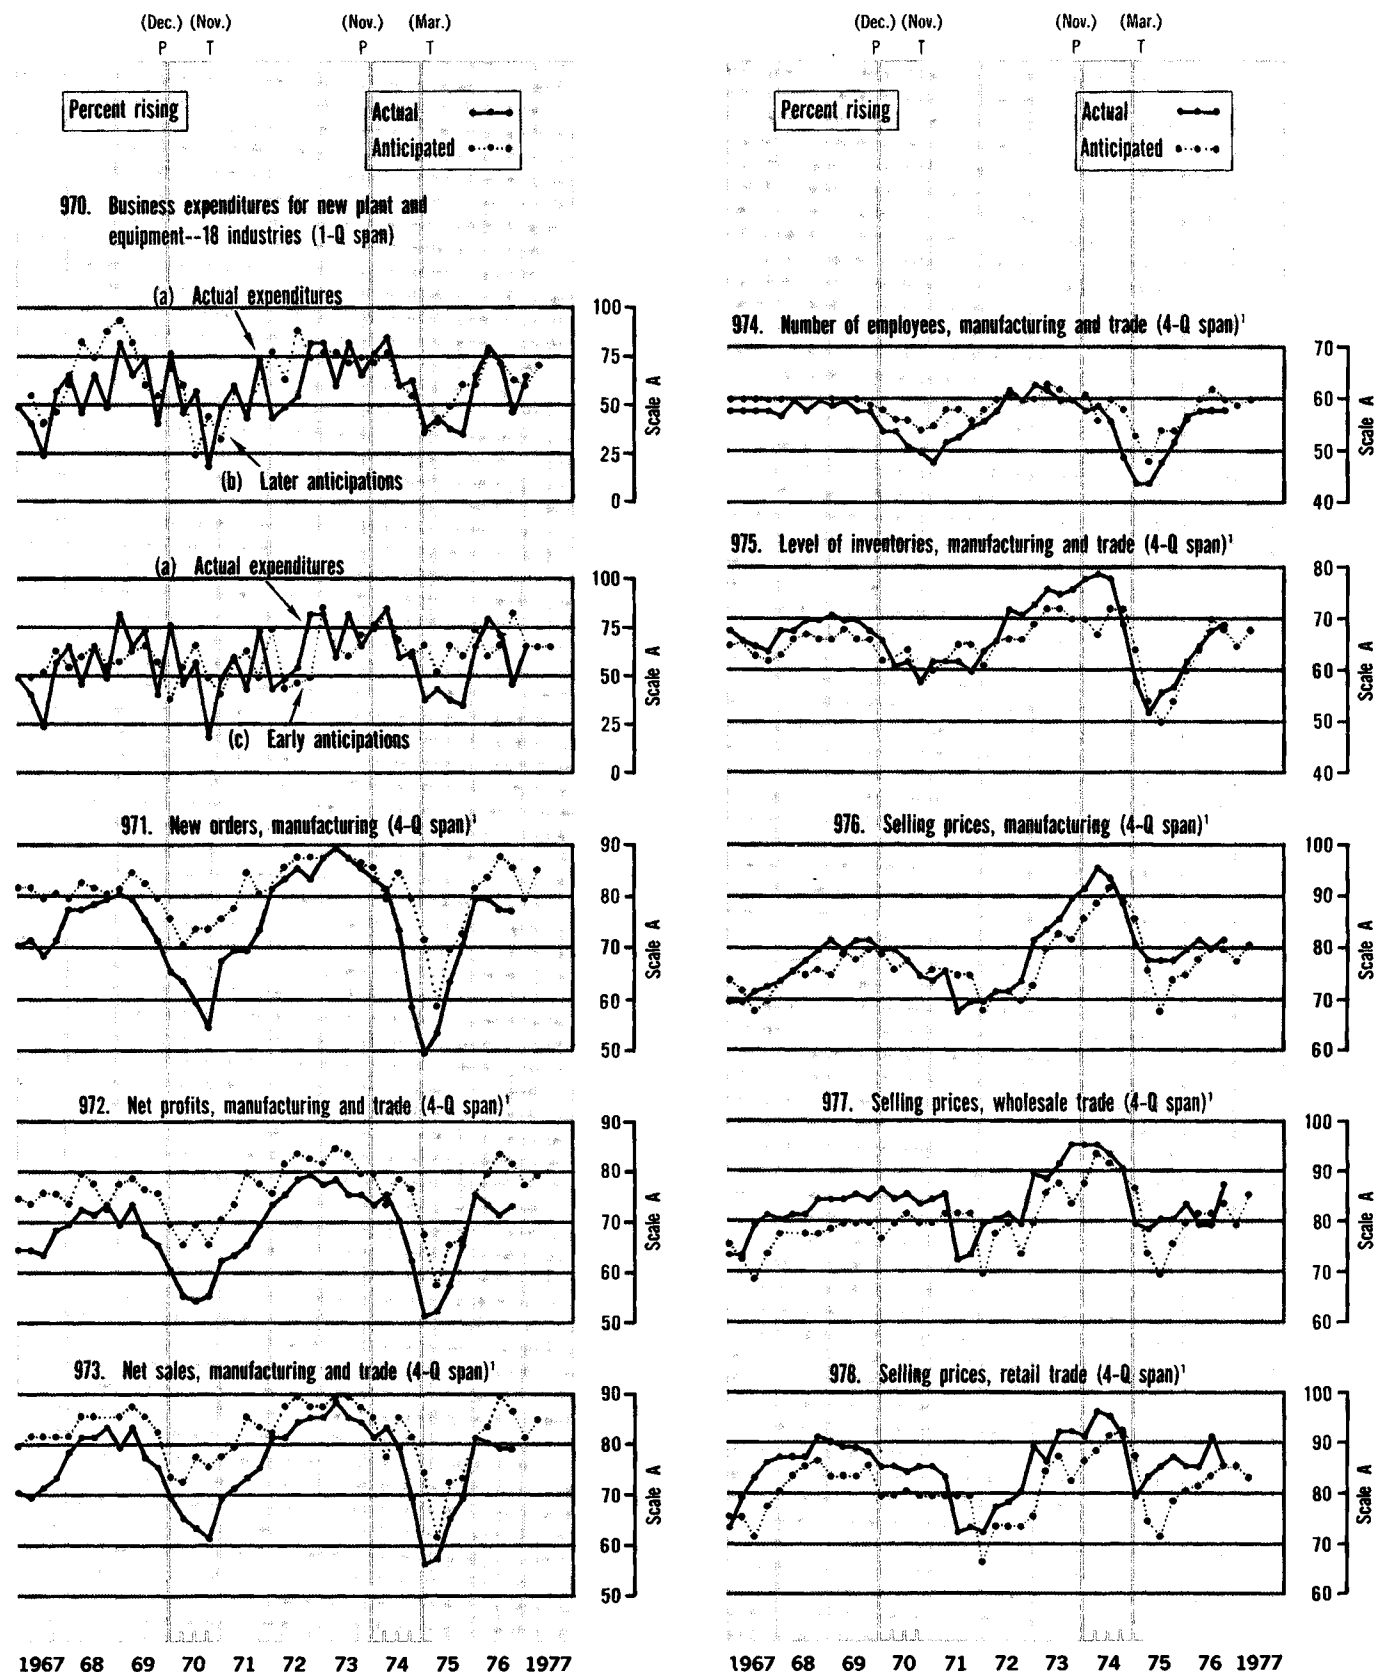 (Dec.) (Nov.) (Nov.) (Mar.)
P T P T
Percent rising
Actual
Anticipated
970. Business expenditures for new plant and
equipment--18 industries (1-Q span)
(a) Actual expenditures
100
75
50
25
0
Scale A
(b) Later anticipations
(a) Actual expenditures
100
75
50
25
0
Scale A
(c) Early anticipations
971. New orders, manufacturing (4-Q span)¹
90
80
70
60
50
Scale A
972. Net profits, manufacturing and trade (4-Q span)¹
90
80
70
60
50
Scale A
973. Net sales, manufacturing and trade (4-Q span)¹
90
80
70
60
50
Scale A
1967 68 69 70 71 72 73 74 75 76 1977
(Dec.) (Nov.) (Nov.) (Mar.)
P T P T
Percent rising
Actual
Anticipated
974. Number of employees, manufacturing and trade (4-Q span)¹
70
60
50
40
Scale A
975. Level of inventories, manufacturing and trade (4-Q span)¹
80
70
60
50
40
Scale A
976. Selling prices, manufacturing (4-Q span)¹
100
90
80
70
60
Scale A
977. Selling prices, wholesale trade (4-Q span)¹
100
90
80
70
60
Scale A
978. Selling prices, retail trade (4-Q span)¹
100
90
80
70
60
Scale A
1967 68 69 70 71 72 73 74 75 76 1977